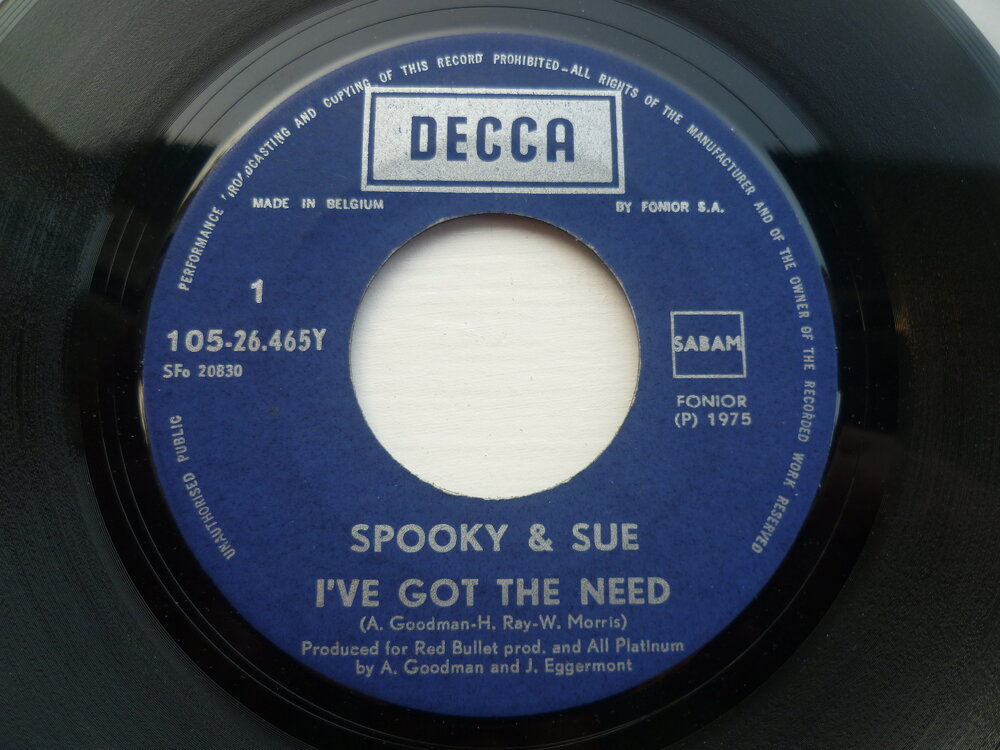 UNAUTHORISED PUBLIC PERFORMANCE BROADCASTING AND COPYING OF THIS RECORD PROHIBITED - ALL RIGHTS OF THE MANUFACTURER AND OF THE OWNER OF THE RECORDED WORK RESERVED
DECCA
MADE IN BELGIUM
BY FONIOR S.A.
1
105-26.465Y
SFo 20830
SABAM
FONIOR
(P) 1975
SPOOKY & SUE
I'VE GOT THE NEED
(A. Goodman-H. Ray-W. Morris)
Produced for Red Bullet prod. and All Platinum
by A. Goodman and J. Eggermont